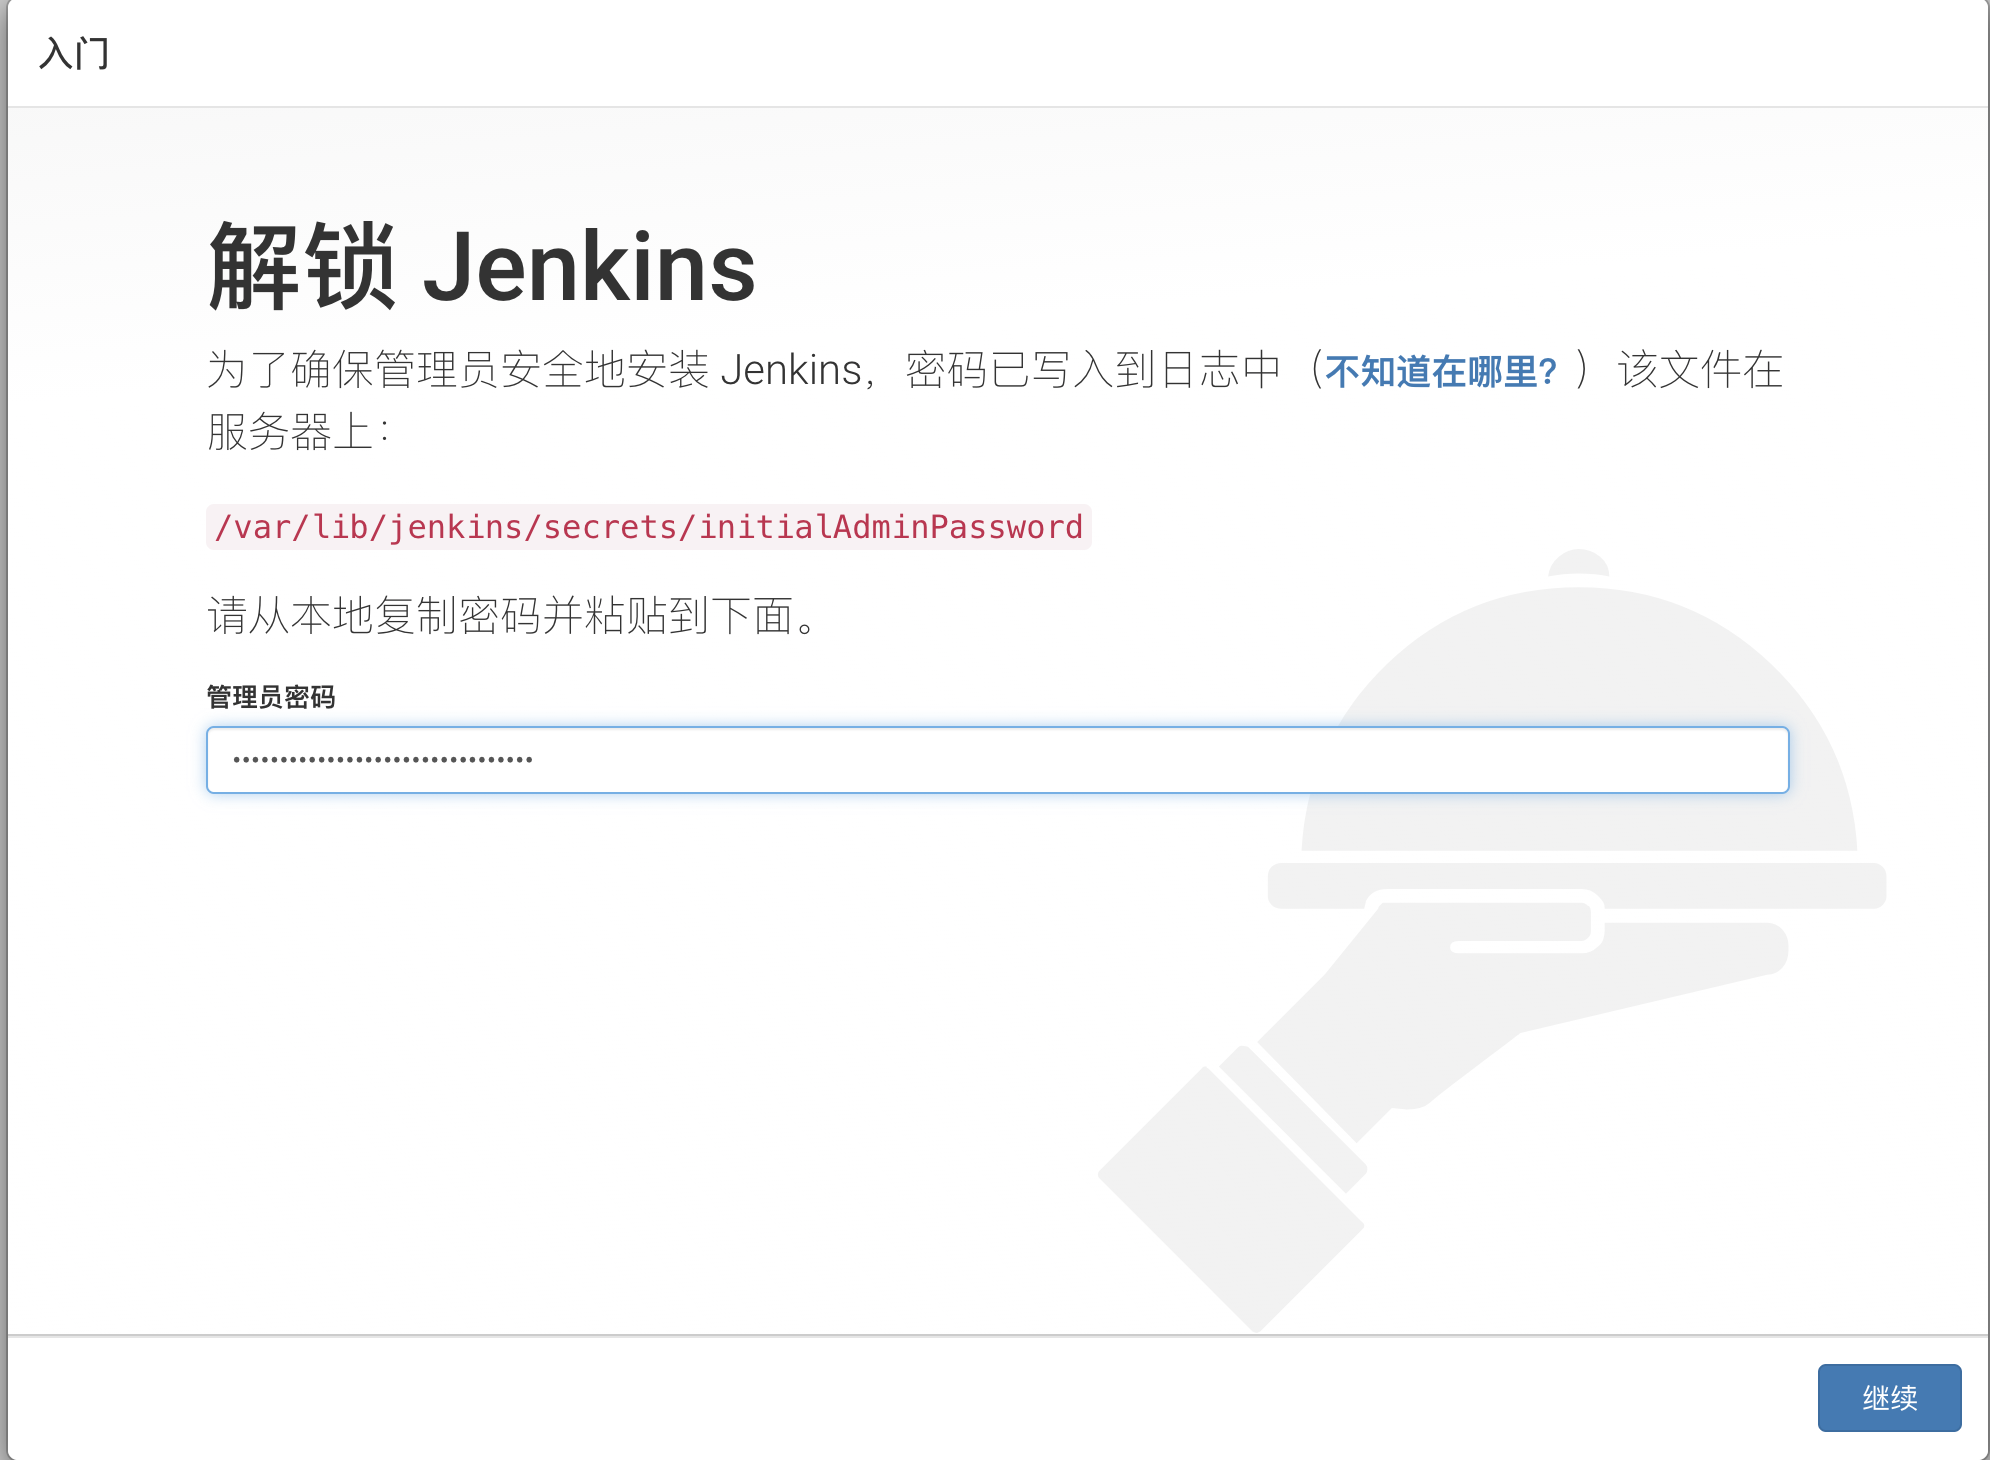 入门
解锁 Jenkins
为了确保管理员安全地安装 Jenkins，密码已写入到日志中（不知道在哪里？）该文件在
服务器上：
/var/lib/jenkins/secrets/initialAdminPassword
请从本地复制密码并粘贴到下面。
管理员密码
••••••••••••••••••••••••••••••••
继续